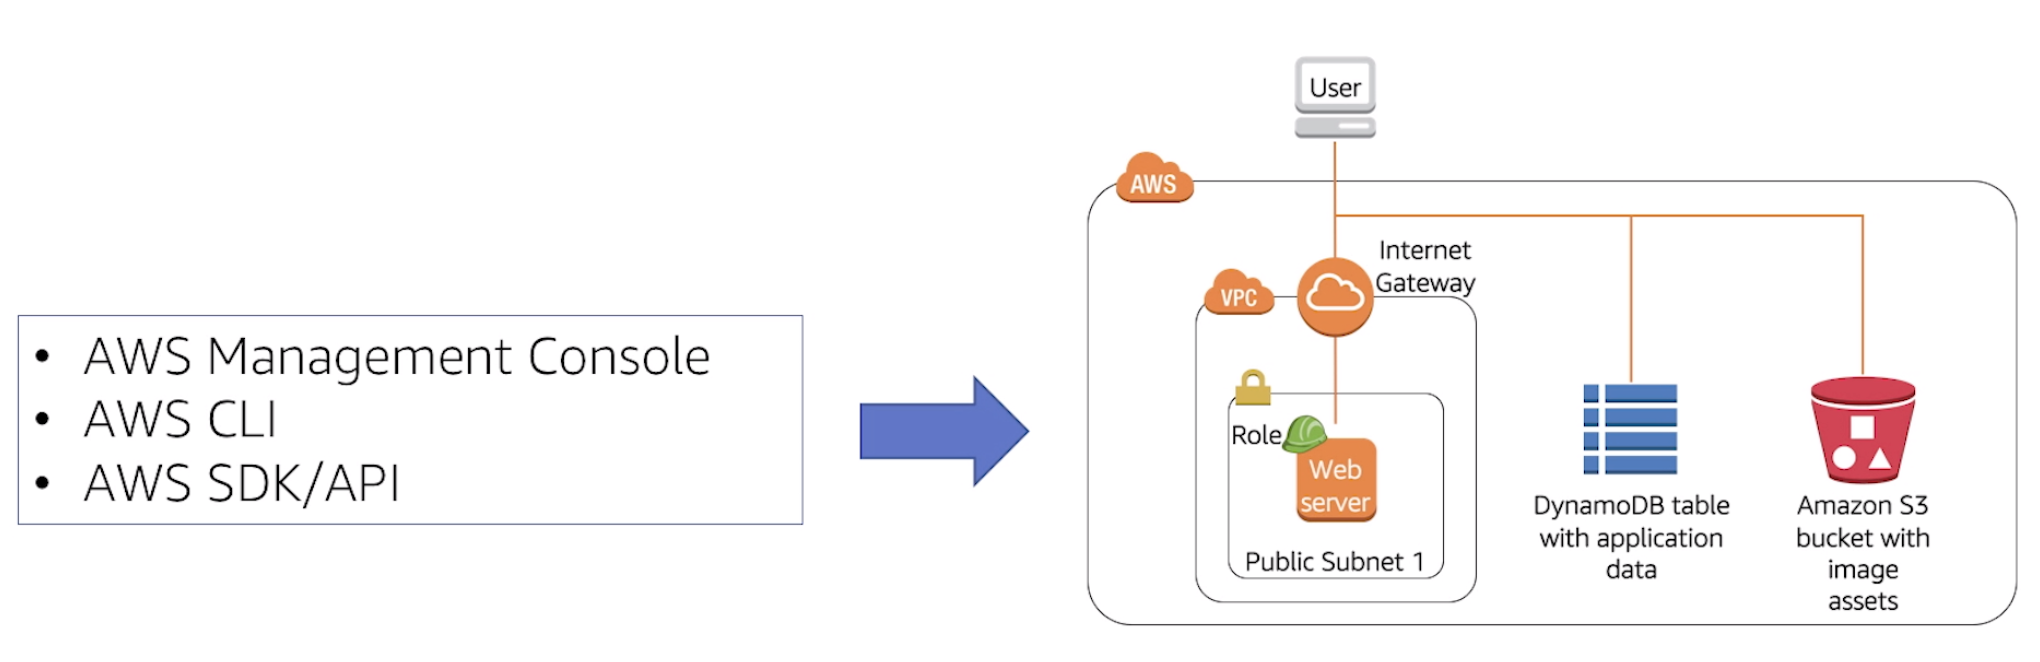 • AWS Management Console
• AWS CLI
• AWS SDK/API
User
AWS
Internet
Gateway
VPC
Role
Web
server
Public Subnet 1
DynamoDB table
with application
data
Amazon S3
bucket with
image
assets